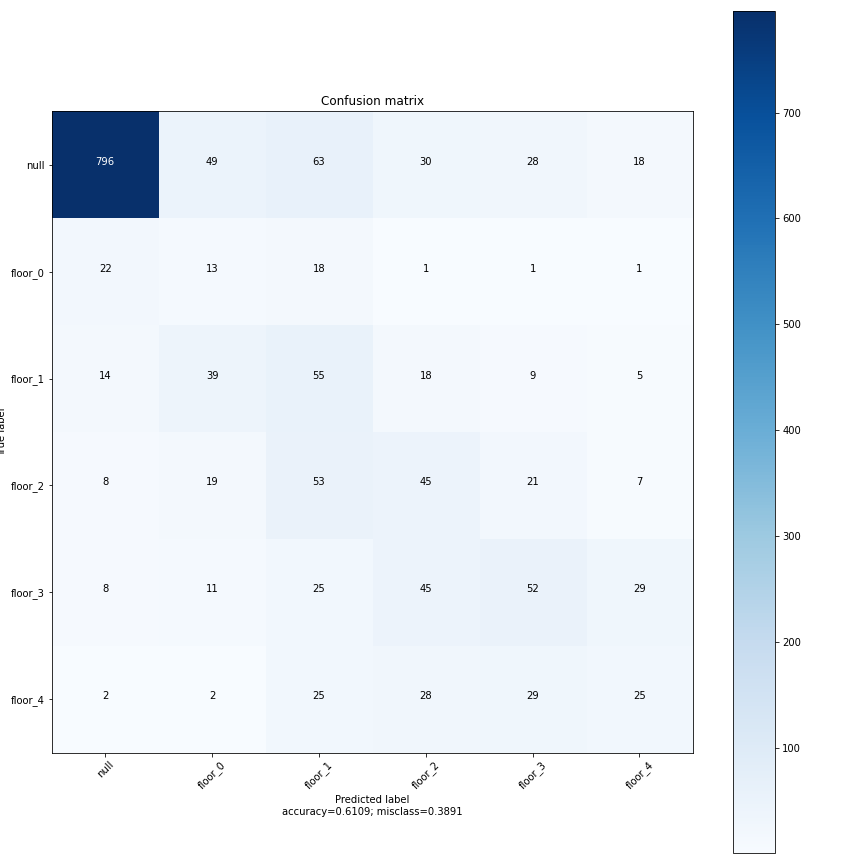 Confusion matrix
null 796 49 63 30 28 18
floor_0 22 13 18 1 1 1
floor_1 14 39 55 18 9 5
floor_2 8 19 53 45 21 7
floor_3 8 11 25 45 52 29
floor_4 2 2 25 28 29 25
null floor_0 floor_1 floor_2 floor_3 floor_4
Predicted label
accuracy=0.6109; misclass=0.3891
label
700
600
500
400
300
200
100